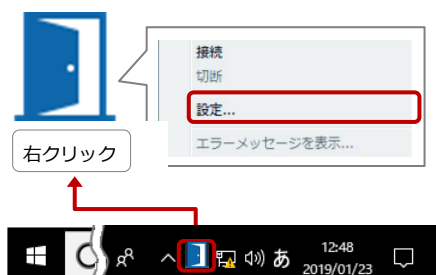 接続
切断
設定...
エラーメッセージを表示...
右クリック
あ
12:48
2019/01/23